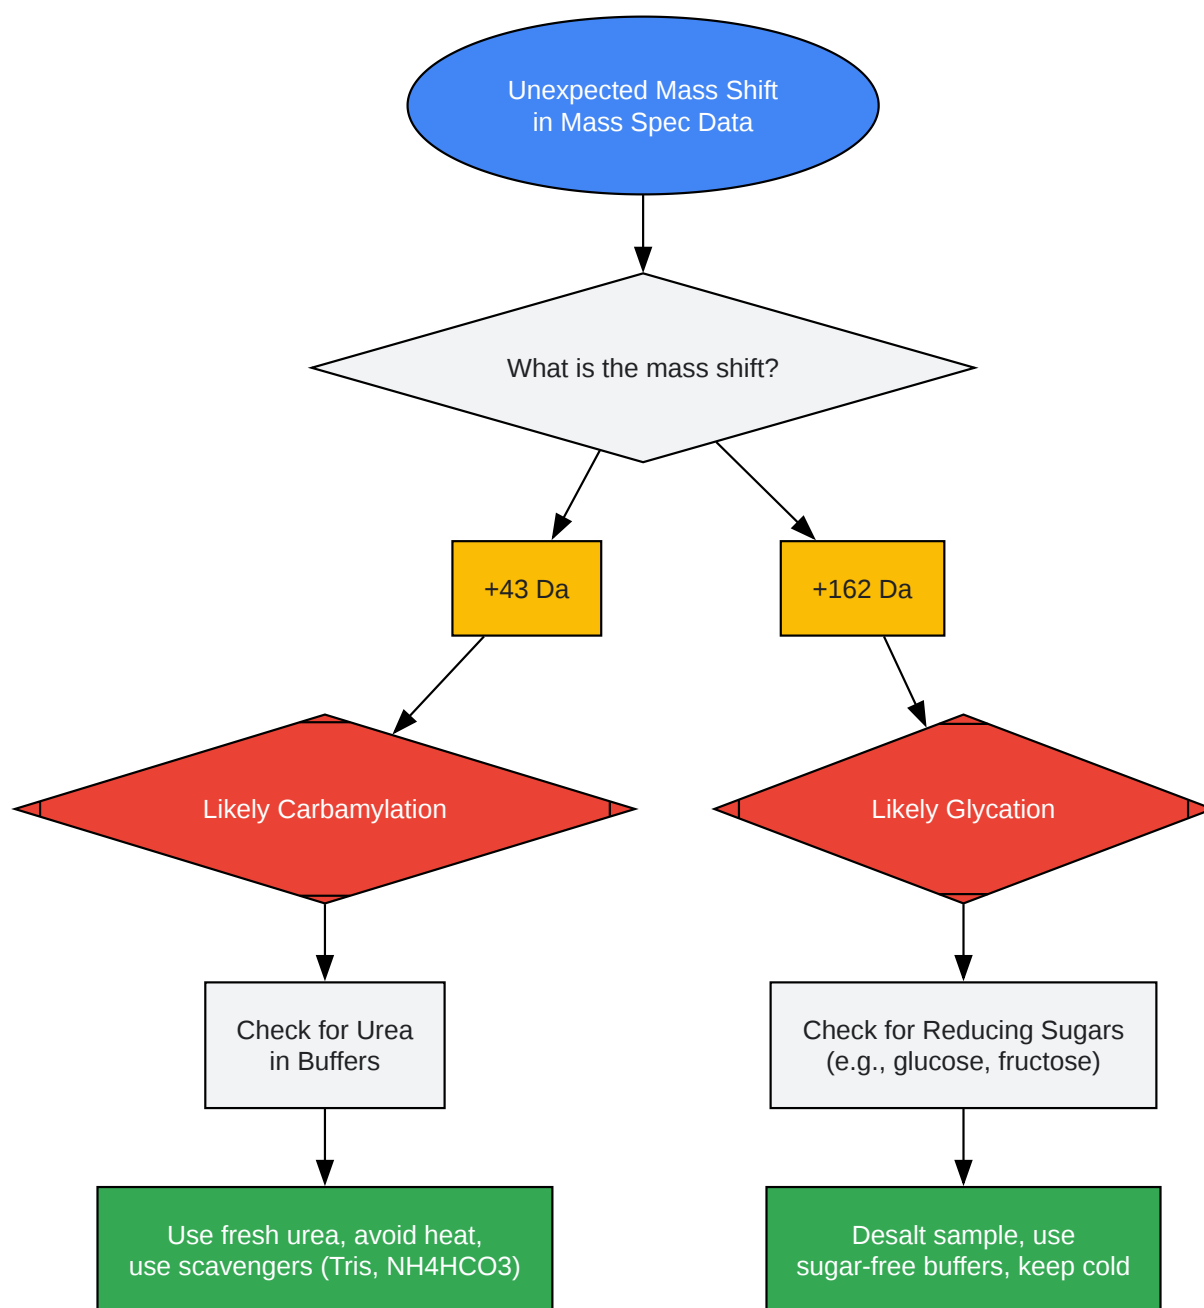 Unexpected Mass Shift
in Mass Spec Data
What is the mass shift?
+43 Da
+162 Da
Likely Carbamylation
Likely Glycation
Check for Urea
in Buffers
Check for Reducing Sugars
(e.g., glucose, fructose)
Use fresh urea, avoid heat,
use scavengers (Tris, NH4HCO3)
Desalt sample, use
sugar-free buffers, keep cold